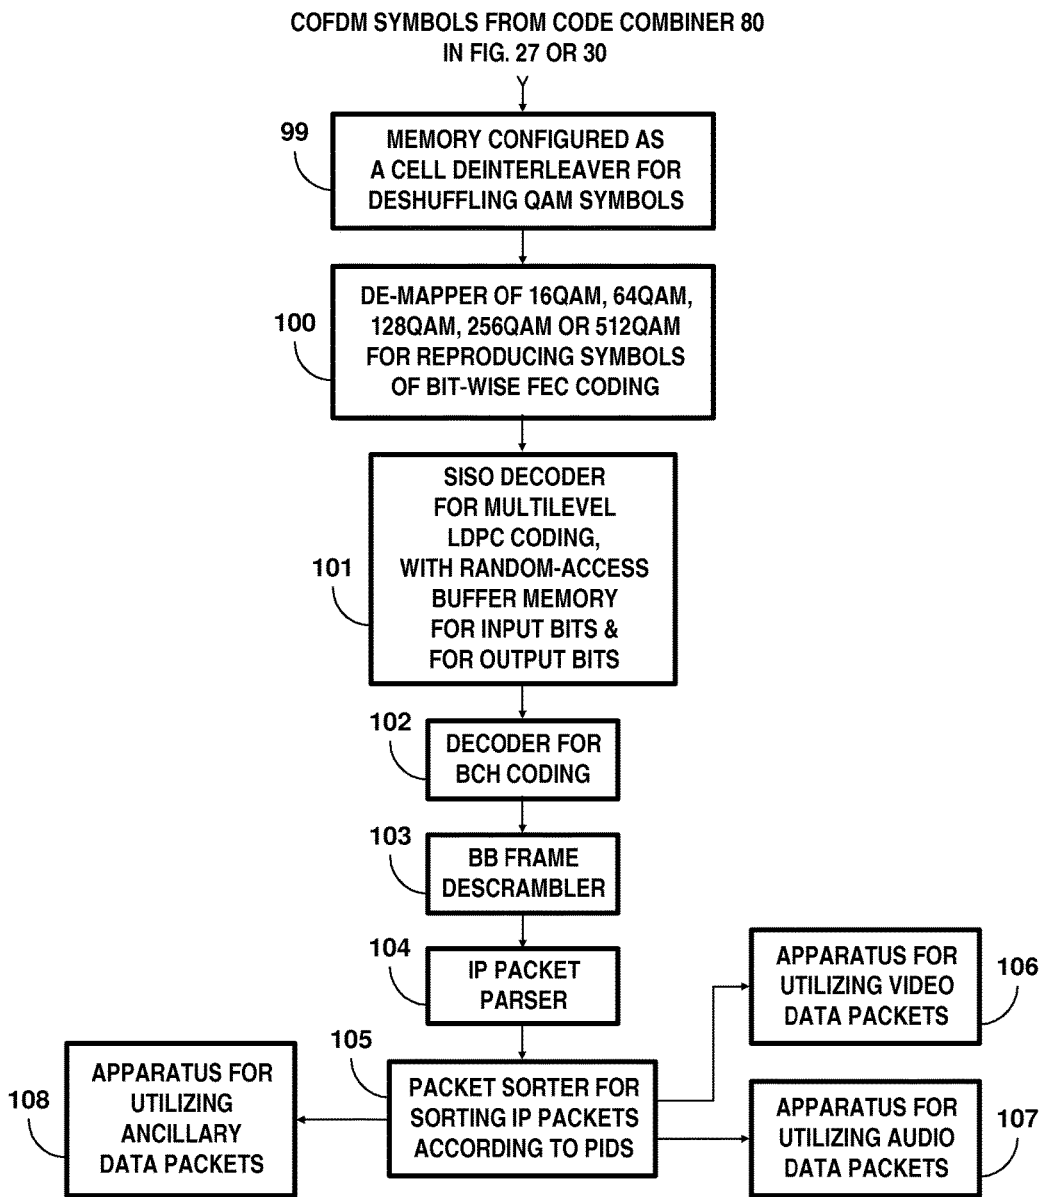 COFDM SYMBOLS FROM CODE COMBINER 80
IN FIG. 27 OR 30
99
MEMORY CONFIGURED AS
A CELL DEINTERLEAVER FOR
DESHUFFLING QAM SYMBOLS
100
DE-MAPPER OF 16QAM, 64QAM,
128QAM, 256QAM OR 512QAM
FOR REPRODUCING SYMBOLS
OF BIT-WISE FEC CODING
101
SISO DECODER
FOR MULTILEVEL
LDPC CODING,
WITH RANDOM-ACCESS
BUFFER MEMORY
FOR INPUT BITS &
FOR OUTPUT BITS
102
DECODER FOR
BCH CODING
103
BB FRAME
DESCRAMBLER
104
IP PACKET
PARSER
105
PACKET SORTER FOR
SORTING IP PACKETS
ACCORDING TO PIDS
106
APPARATUS FOR
UTILIZING VIDEO
DATA PACKETS
107
APPARATUS FOR
UTILIZING AUDIO
DATA PACKETS
108
APPARATUS FOR
UTILIZING
ANCILLARY
DATA PACKETS